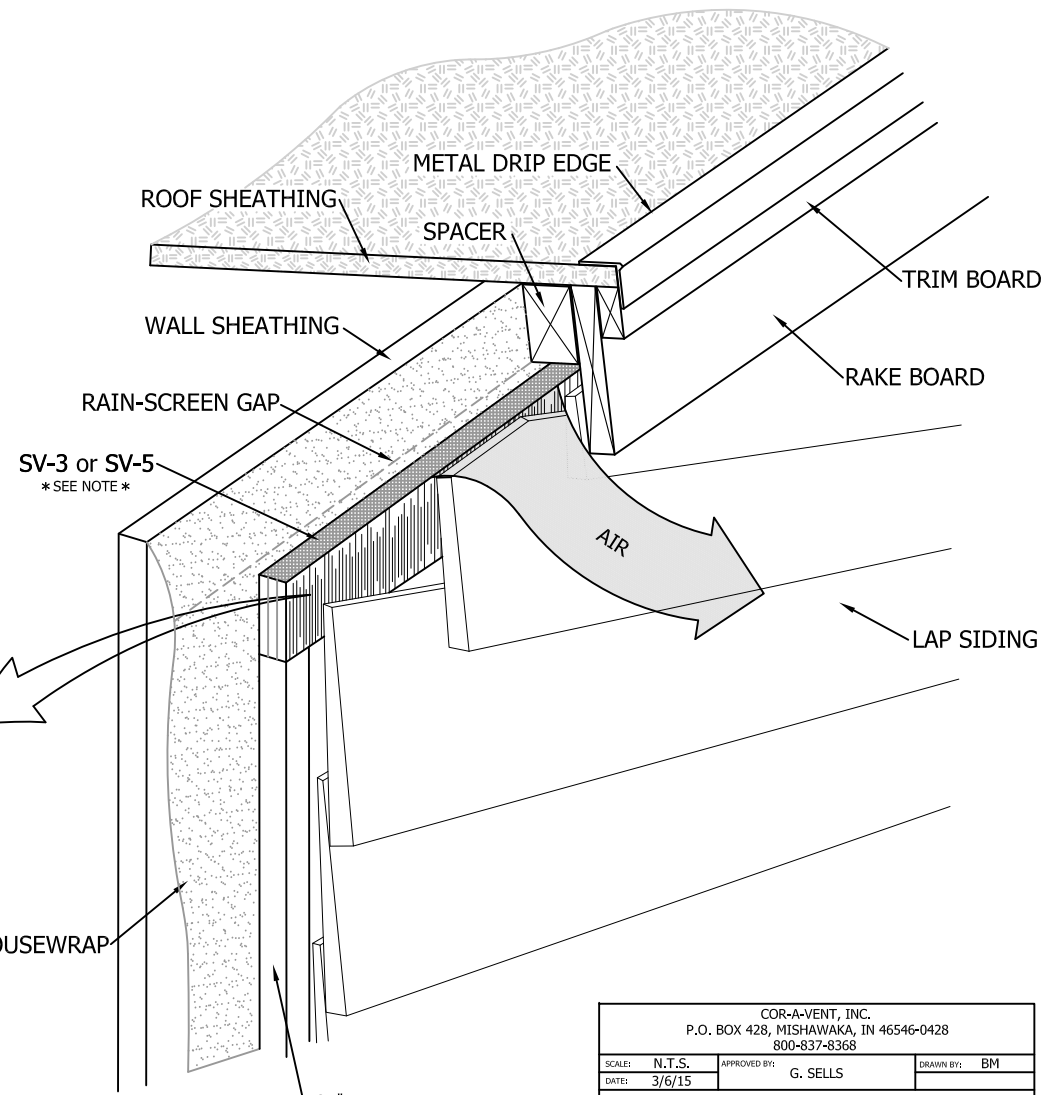 METAL DRIP EDGE
ROOF SHEATHING
SPACER
TRIM BOARD
WALL SHEATHING
RAKE BOARD
RAIN-SCREEN GAP
SV-3 or SV-5
*SEE NOTE*
AIR
LAP SIDING
OUSEWRAP
COR-A-VENT, INC.
P.O. BOX 428, MISHAWAKA, IN 46546-0428
800-837-8368
SCALE: N.T.S. APPROVED BY: G. SELLS DRAWN BY: BM
DATE: 3/6/15